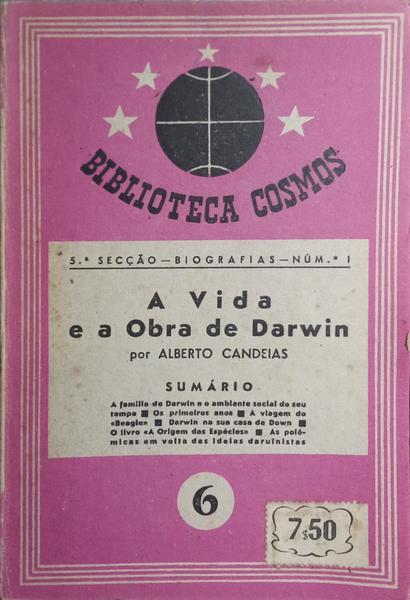 BIBLIOTECA COSMOS
5.ª SECÇÃO — BIOGRAFIAS — NÚM.º I
A Vida
e a Obra de Darwin
por ALBERTO CANDEIAS
SUMÁRIO
A família de Darwin e o ambiente social do seu
tempo ■ Os primeiros anos ■ A viagem do
«Beagle» ■ Darwin na sua casa de Down ■
O livro «A Origem das Espécies» ■ As polé-
micas em volta das ideias darwinistas
6
7$50